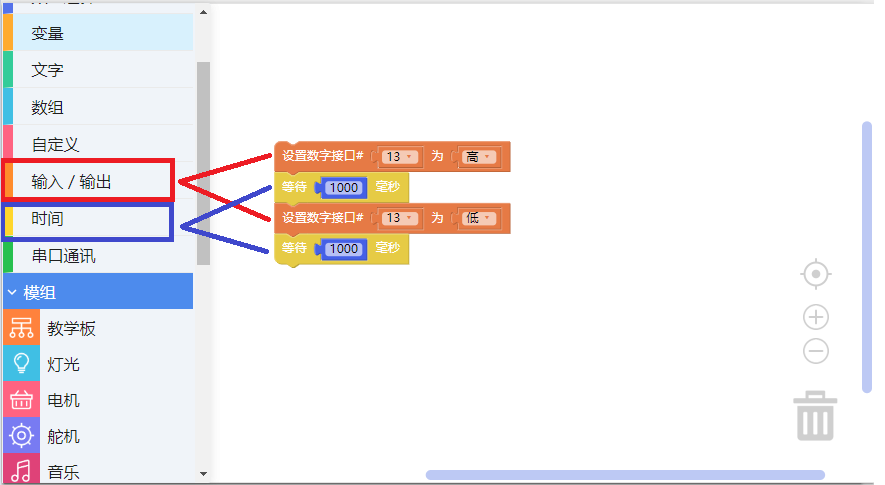 变量
文字
数组
自定义
输入 / 输出
时间
串口通讯
模组
教学板
灯光
电机
舵机
音乐
设置数字接口# 13 为 高
等待 1000 毫秒
设置数字接口# 13 为 低
等待 1000 毫秒